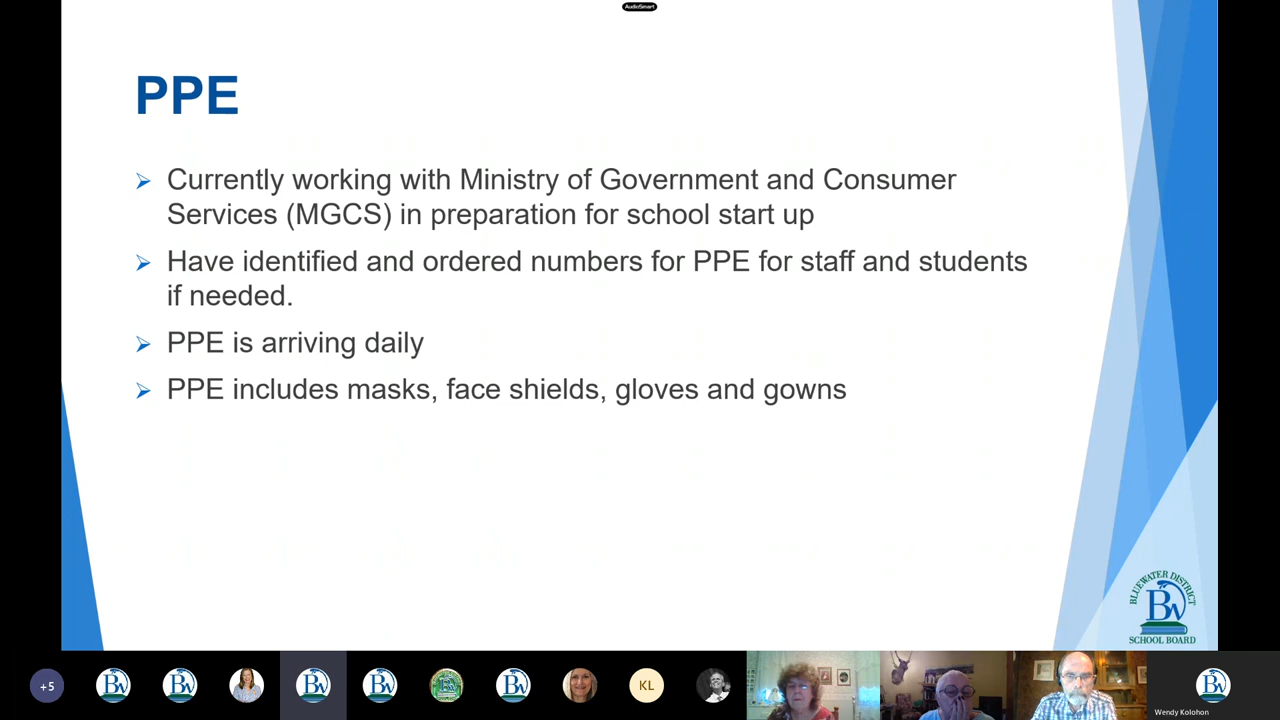 AudioSmart
PPE
➢ Currently working with Ministry of Government and Consumer
Services (MGCS) in preparation for school start up
➢ Have identified and ordered numbers for PPE for staff and students
if needed.
➢ PPE is arriving daily
➢ PPE includes masks, face shields, gloves and gowns
BLUEWATER DISTRICT
BW
SCHOOL BOARD
+5
KL
Wendy Kolohon